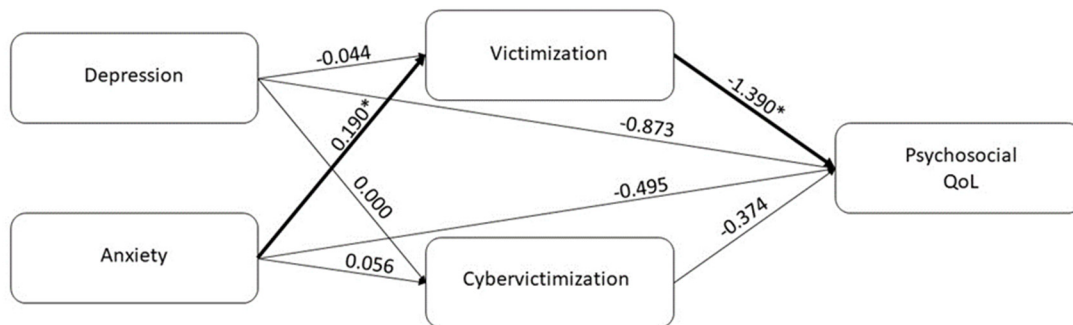 Depression
Anxiety
Victimization
Cybervictimization
Psychosocial
QoL
-0.044
0.190*
-0.873
0.000
-0.495
0.056
-1.390*
-0.374